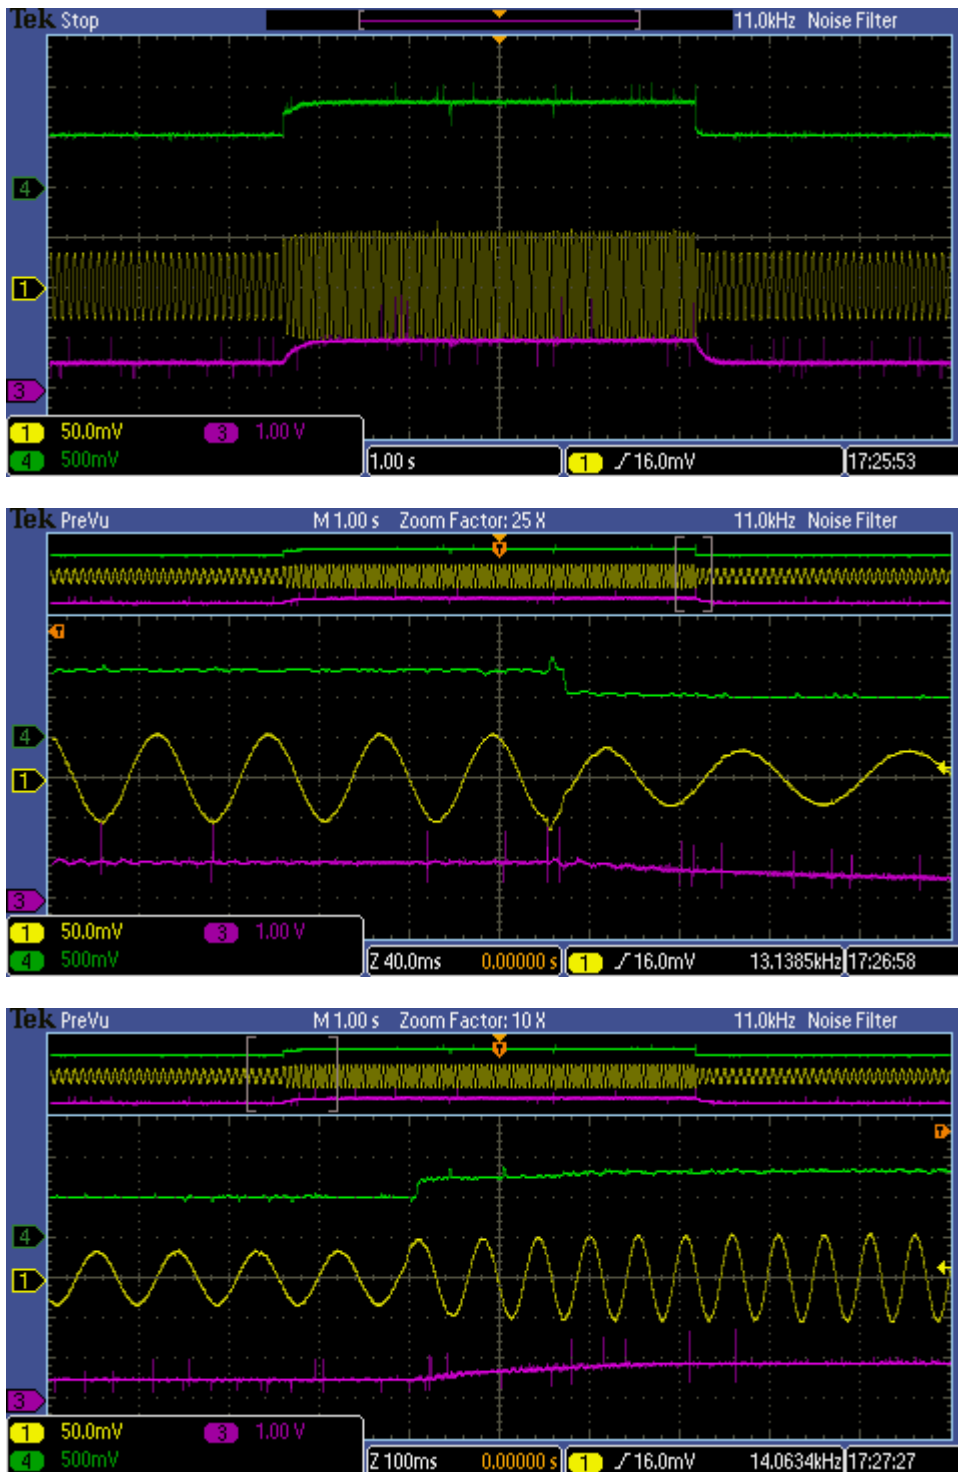 Tek Stop 11.0kHz Noise Filter
4
1
3
1 50.0mV 3 1.00 V
4 500mV 1.00 s 1 16.0mV 17:25:53
Tek PreVu M 1.00 s Zoom Factor: 25 X 11.0kHz Noise Filter
T
T
4
1
3
1 50.0mV 3 1.00 V
4 500mV Z 40.0ms 0.00000 s 1 16.0mV 13.1385kHz 17:26:58
Tek PreVu M 1.00 s Zoom Factor: 10 X 11.0kHz Noise Filter
T
T
4
1
3
1 50.0mV 3 1.00 V
4 500mV Z 100ms 0.00000 s 1 16.0mV 14.0634kHz 17:27:27